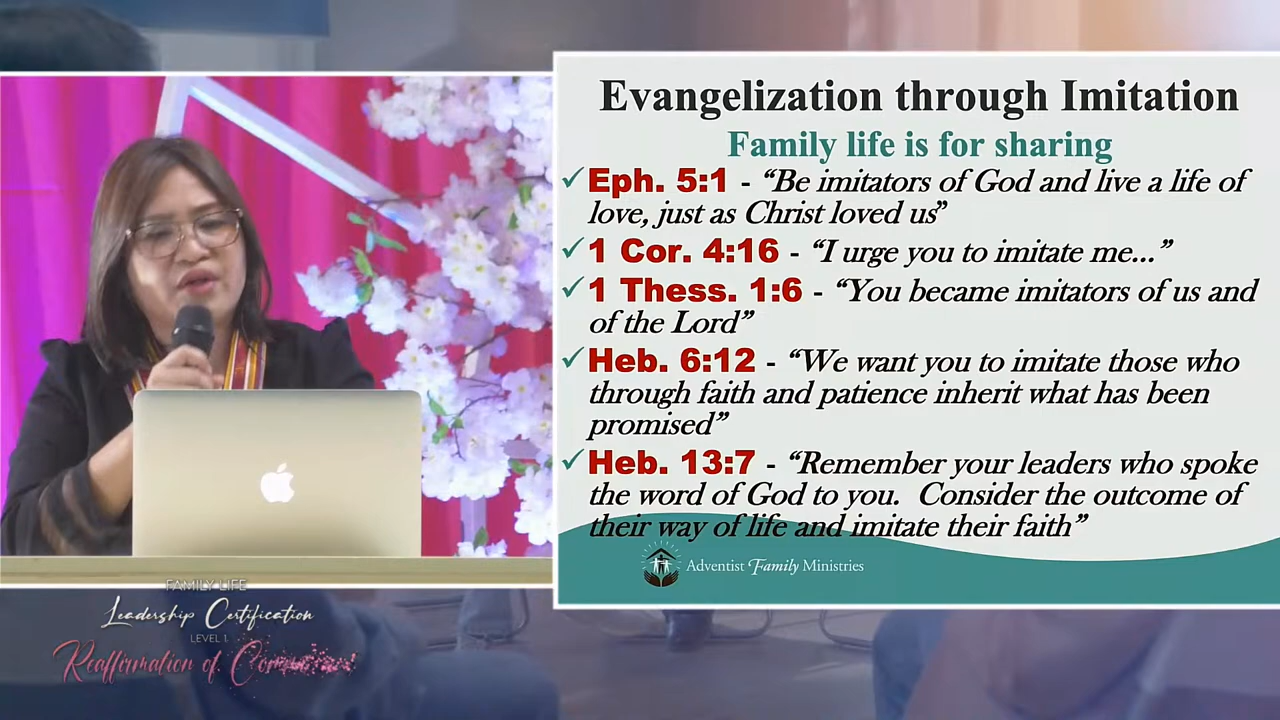 Evangelization through Imitation
Family life is for sharing
✓Eph. 5:1 - “Be imitators of God and live a life of
love, just as Christ loved us”
✓1 Cor. 4:16 - “I urge you to imitate me...”
✓1 Thess. 1:6 - “You became imitators of us and
of the Lord”
✓Heb. 6:12 - “We want you to imitate those who
through faith and patience inherit what has been
promised”
✓Heb. 13:7 - “Remember your leaders who spoke
the word of God to you. Consider the outcome of
their way of life and imitate their faith”
Adventist Family Ministries
FAMILY LIFE
Leadership Certification
LEVEL 1
Reaffirmation of